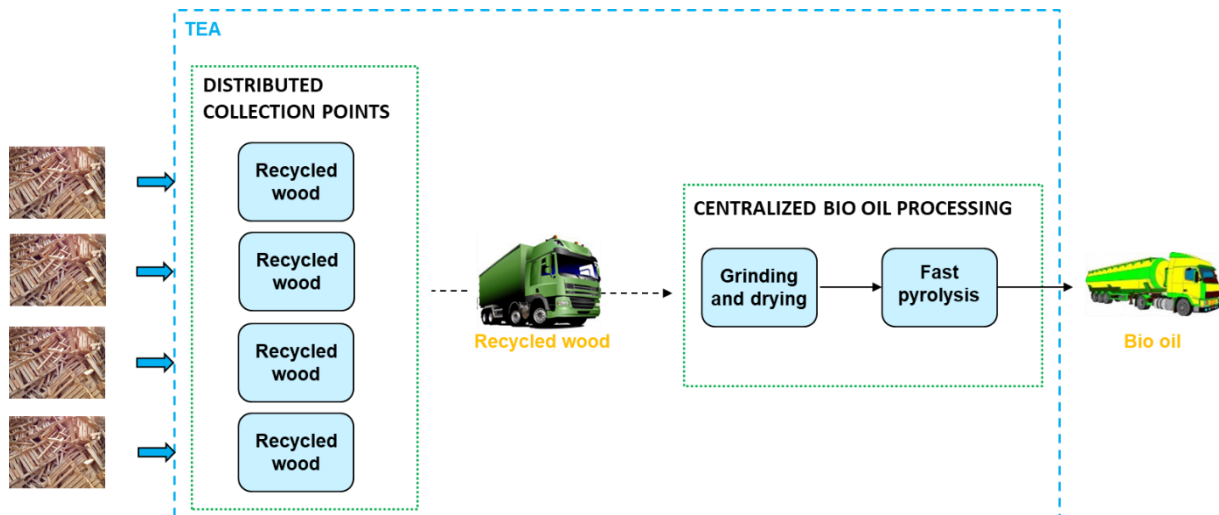 TEA
DISTRIBUTED
COLLECTION POINTS
Recycled
wood
Recycled
wood
Recycled
wood
Recycled
wood
Recycled wood
CENTRALIZED BIO OIL PROCESSING
Grinding
and drying
Fast
pyrolysis
Bio oil